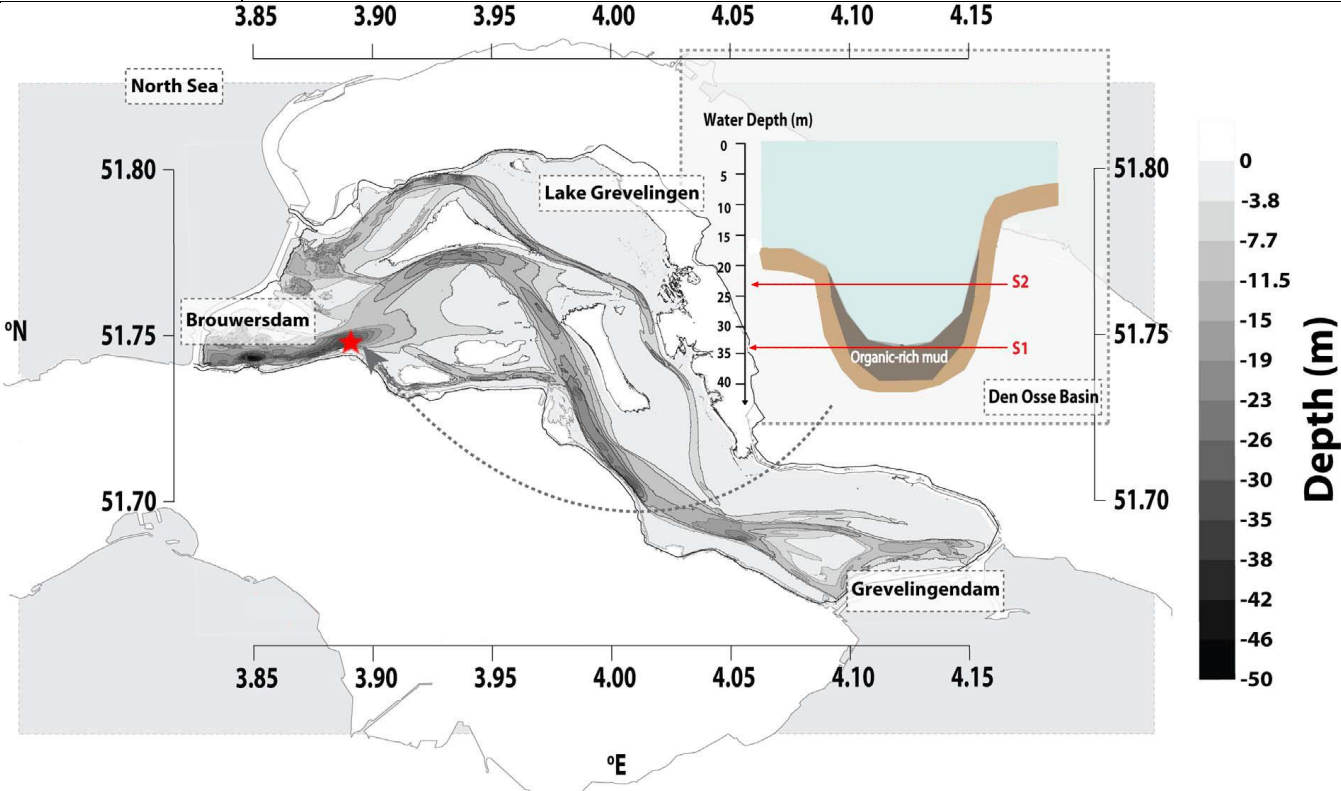 3.85 3.90 3.95 4.00 4.05 4.10 4.15
North Sea
Water Depth (m)
0
5
10
15
20
25
30
35
40
S2
S1
Organic-rich mud
Den Osse Basin
51.80
51.75
51.70
ºN
Lake Grevelingen
Brouwersdam
Grevelingendam
51.80
51.75
51.70
0
-3.8
-7.7
-11.5
-15
-19
-23
-26
-30
-35
-38
-42
-46
-50
Depth (m)
3.85 3.90 3.95 4.00 4.05 4.10 4.15
ºE